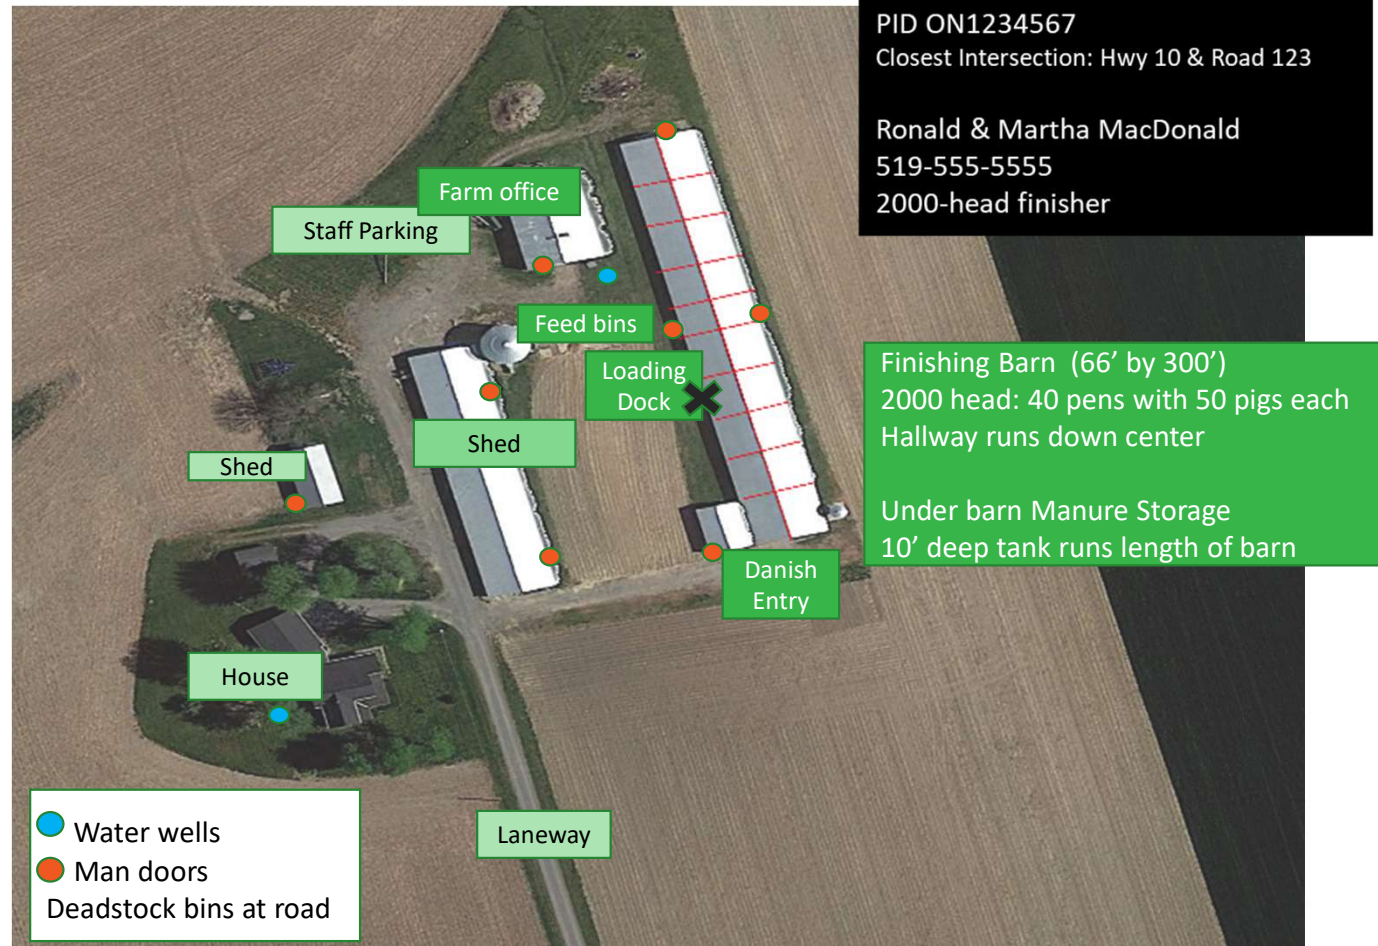 PID ON1234567
Closest Intersection: Hwy 10 & Road 123
Ronald & Martha MacDonald
519-555-5555
2000-head finisher
Farm office
Staff Parking
Feed bins
Loading
Dock
Shed
Shed
Finishing Barn (66’ by 300’)
2000 head: 40 pens with 50 pigs each
Hallway runs down center
Under barn Manure Storage
10’ deep tank runs length of barn
Danish
Entry
House
Laneway
Water wells
Man doors
Deadstock bins at road